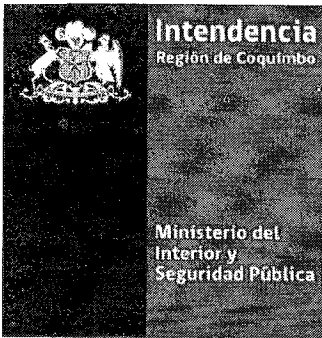 Intendencia
Región de Coquimbo
Ministerio del
Interior y
Seguridad Pública